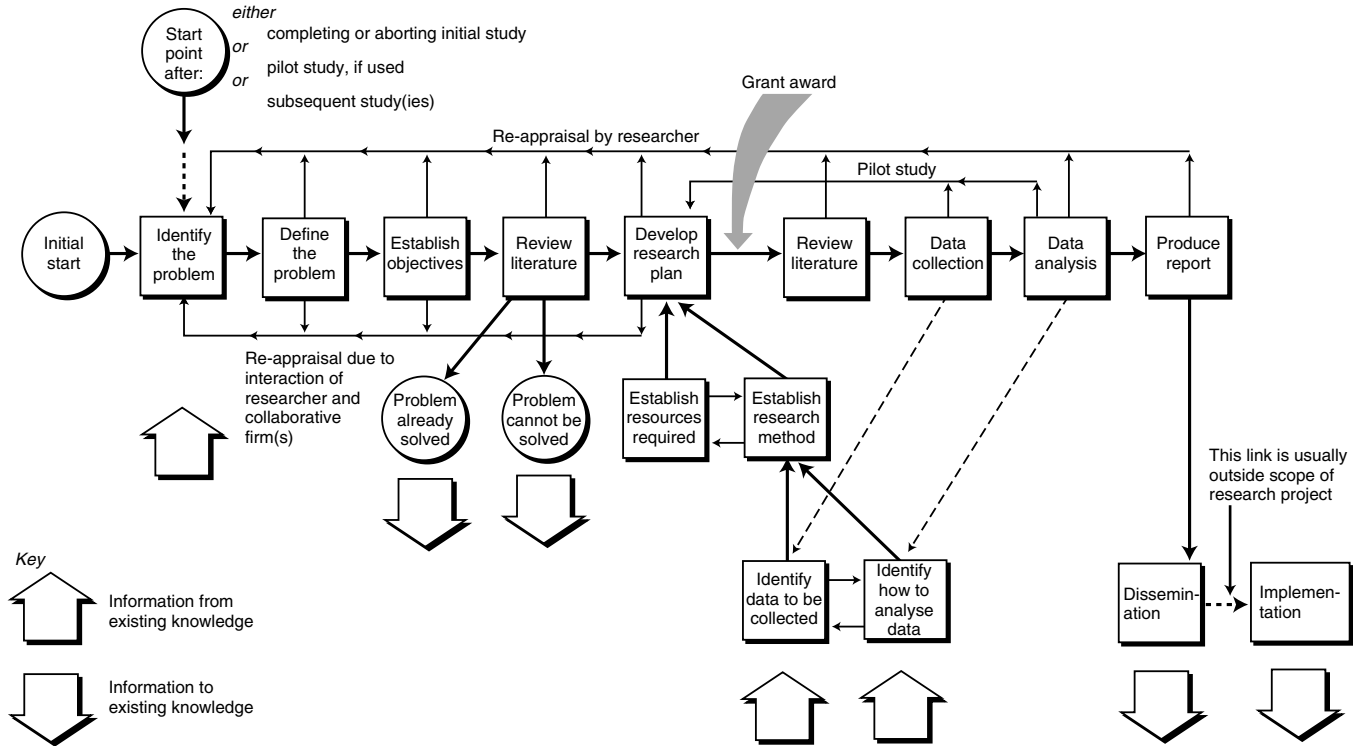 Start
point
after:
either
completing or aborting initial study
or
pilot study, if used
or
subsequent study(ies)
Grant award
Re-appraisal by researcher
Pilot study
Initial
start
Identify
the
problem
Define
the
problem
Establish
objectives
Review
literature
Develop
research
plan
Review
literature
Data
collection
Data
analysis
Produce
report
Re-appraisal due to
interaction of
researcher and
collaborative
firm(s)
Problem
already
solved
Problem
cannot be
solved
Establish
resources
required
Establish
research
method
This link is usually
outside scope of
research project
Identify
data to be
collected
Identify
how to
analyse
data
Dissemin-
ation
Implemen-
tation
Key
Information from
existing knowledge
Information to
existing knowledge